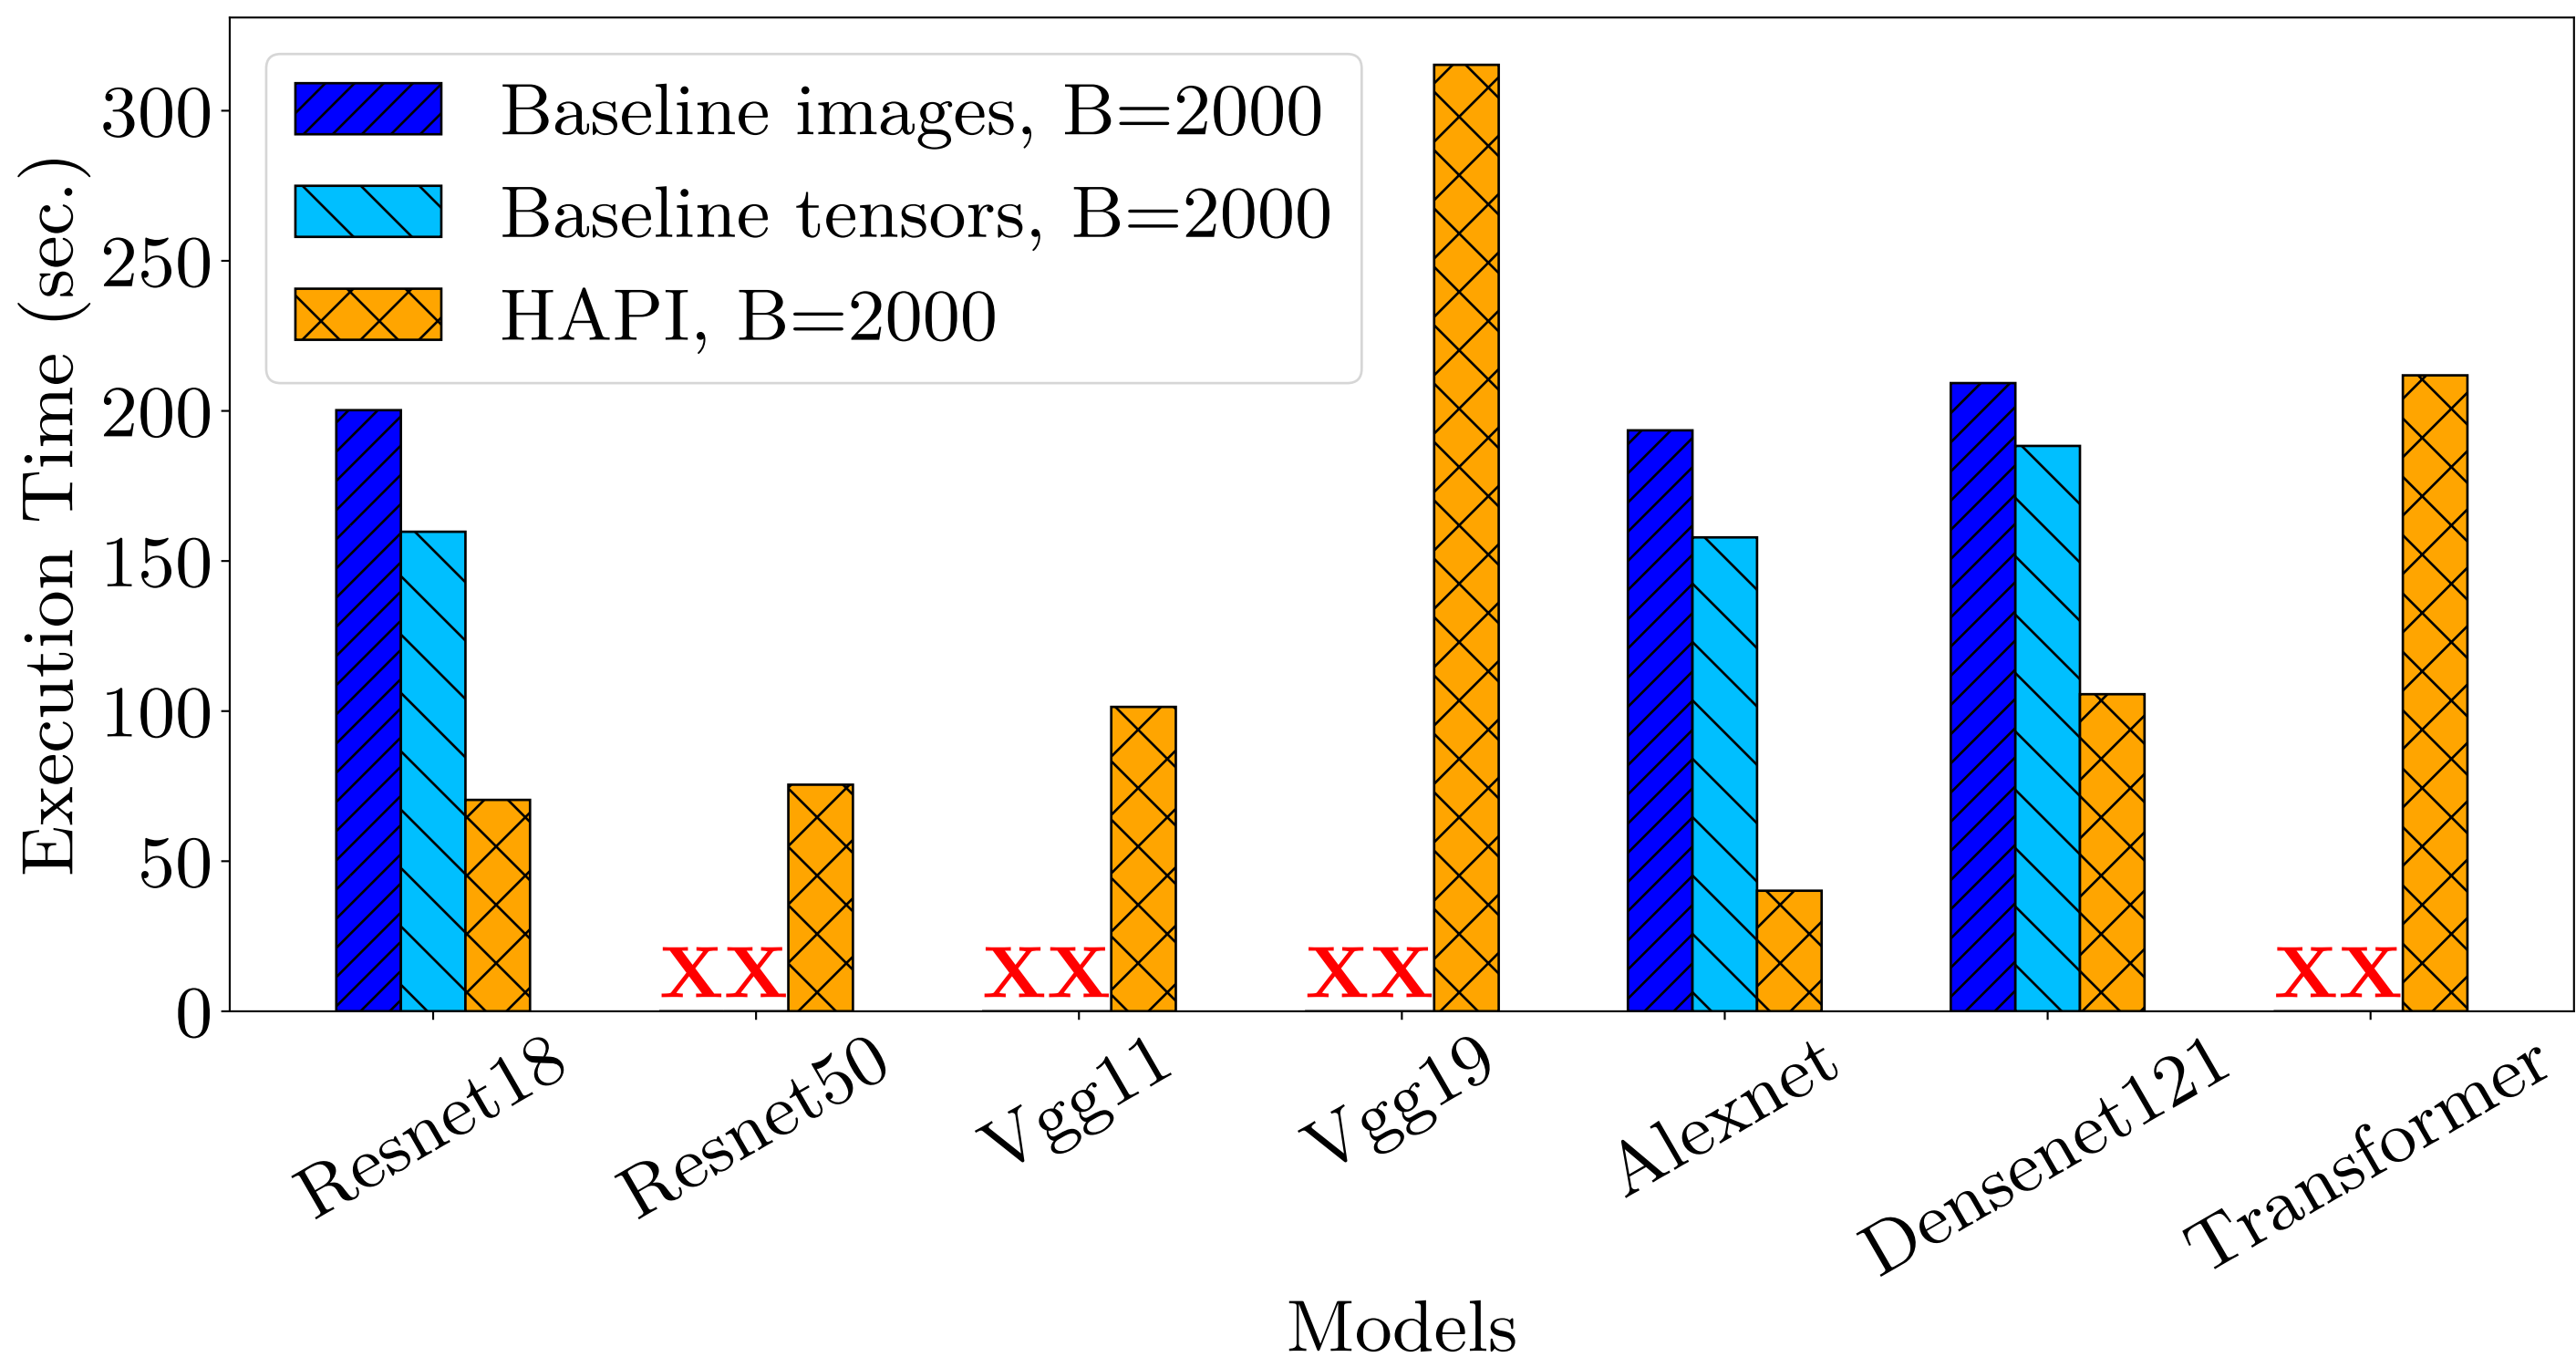 Baseline images, B=2000
Baseline tensors, B=2000
HAPI, B=2000
Execution Time (sec.)
300
250
200
150
100
50
0
XX XX XX XX
Resnet18 Resnet50 Vgg11 Vgg19 Alexnet Densenet121 Transformer
Models